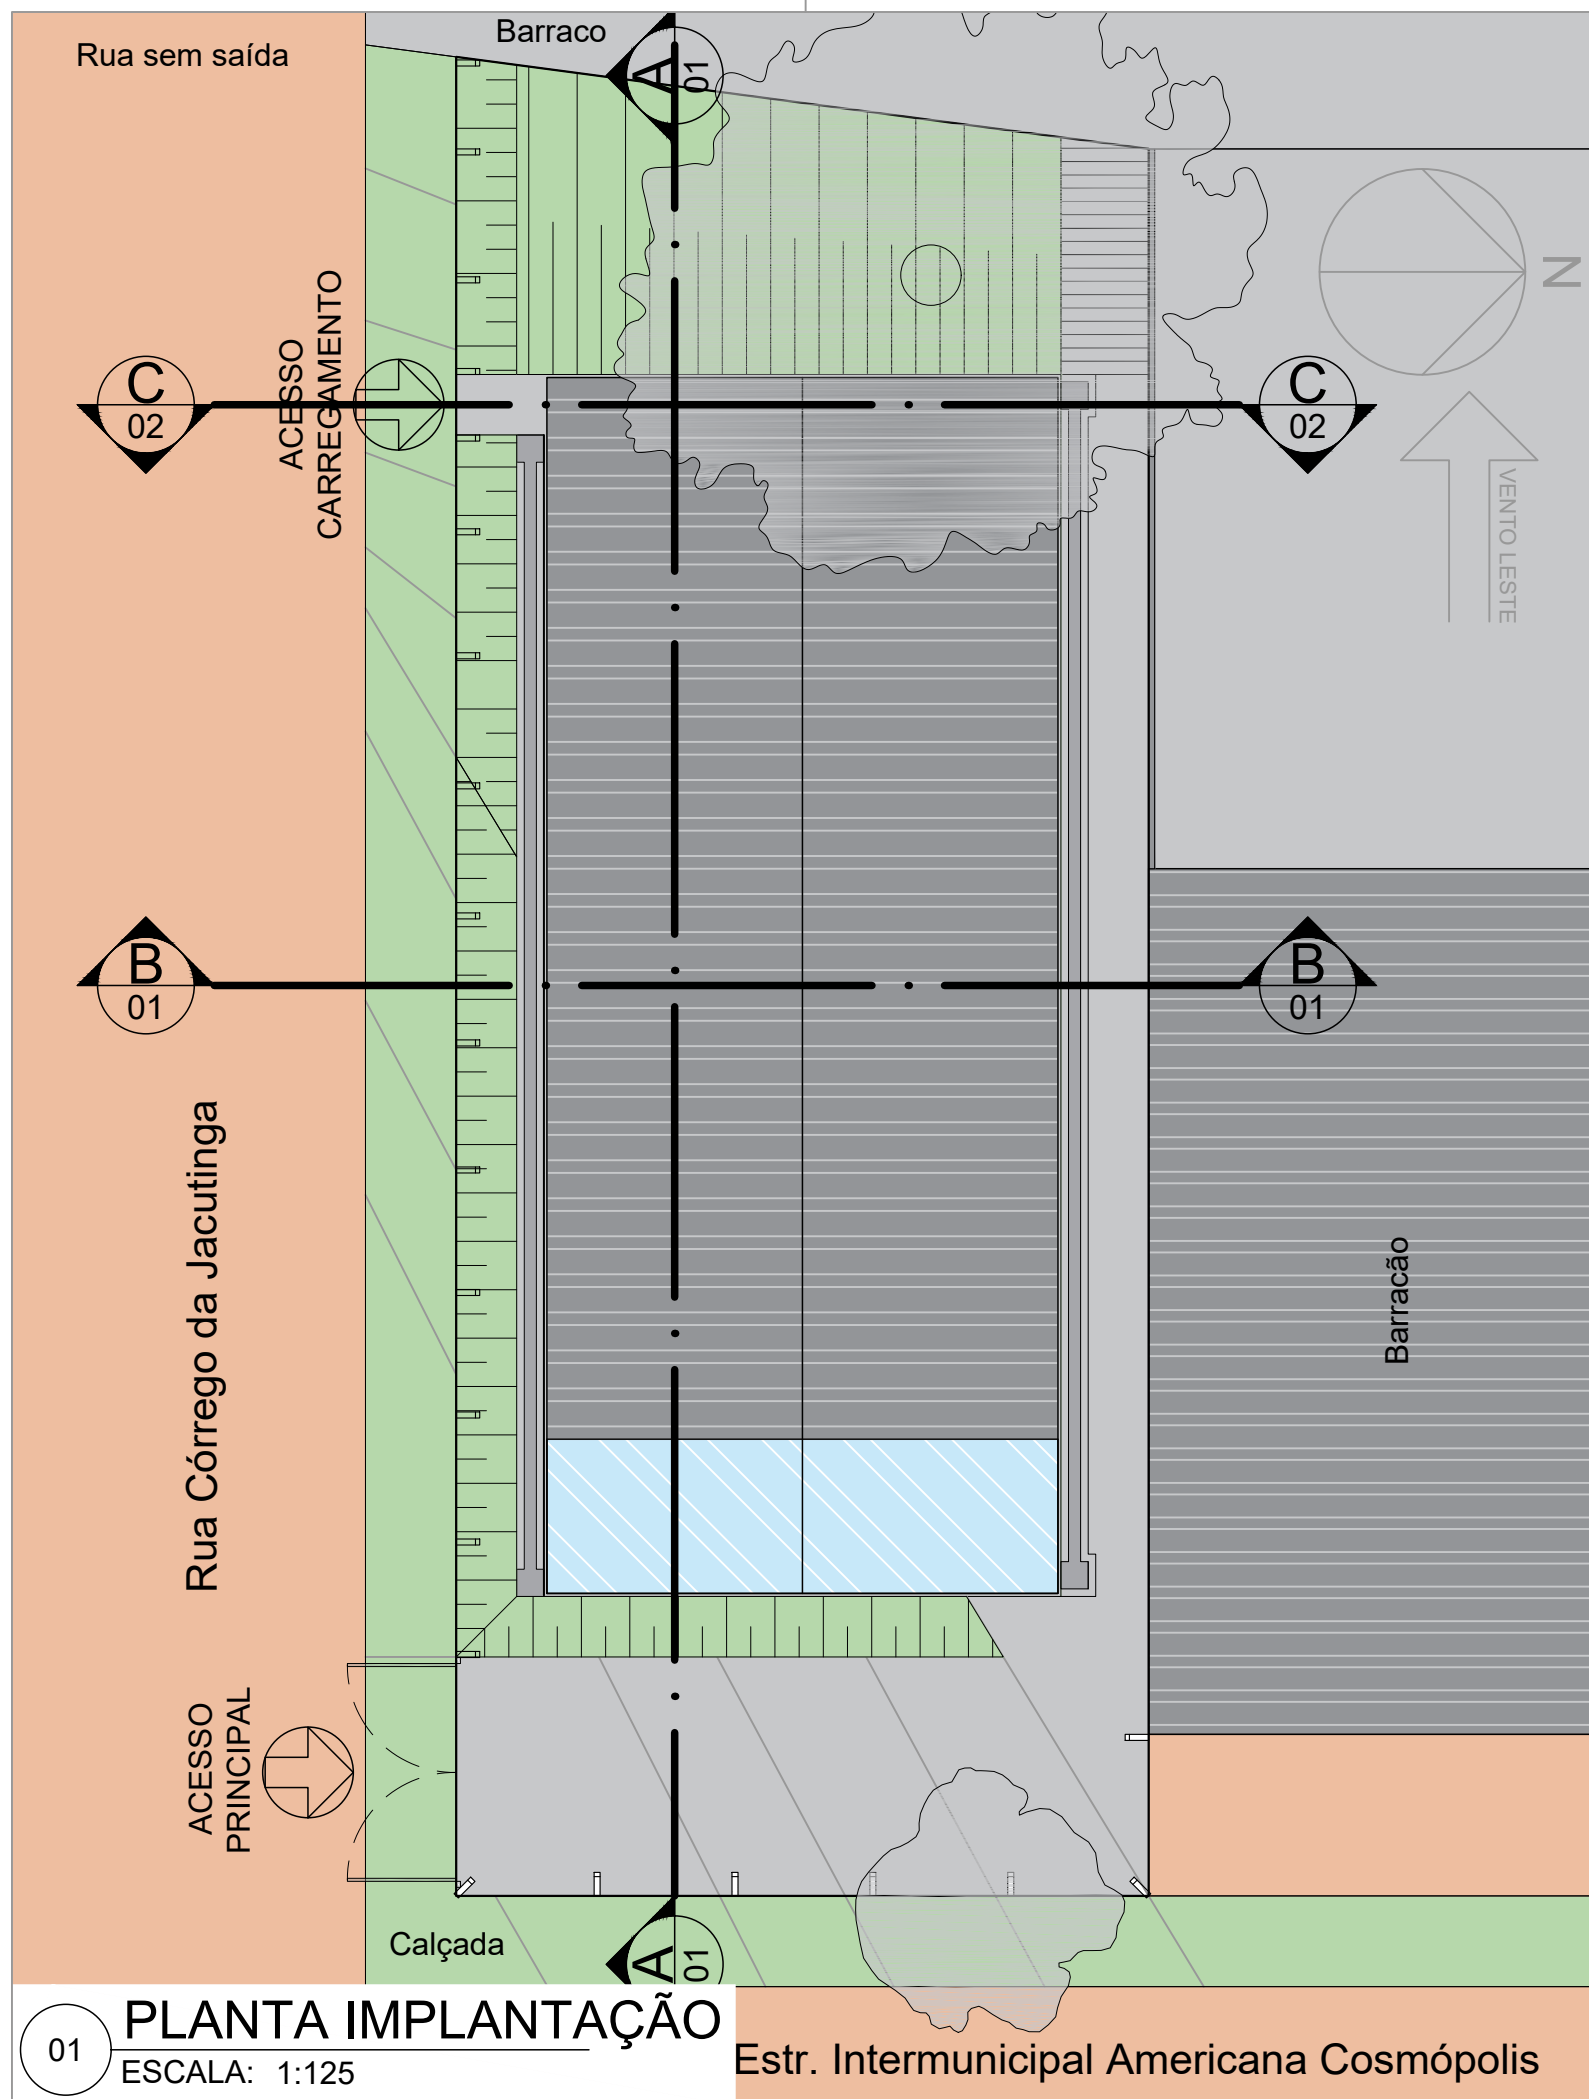 Rua sem saída
Barraco
A
01
N
ACESSO
CARREGAMENTO
C
02
C
02
VENTO LESTE
B
01
B
01
Rua Córrego da Jacutinga
Barracão
ACESSO
PRINCIPAL
Calçada
A
01
01
PLANTA IMPLANTAÇÃO
ESCALA: 1:125
Estr. Intermunicipal Americana Cosmópolis